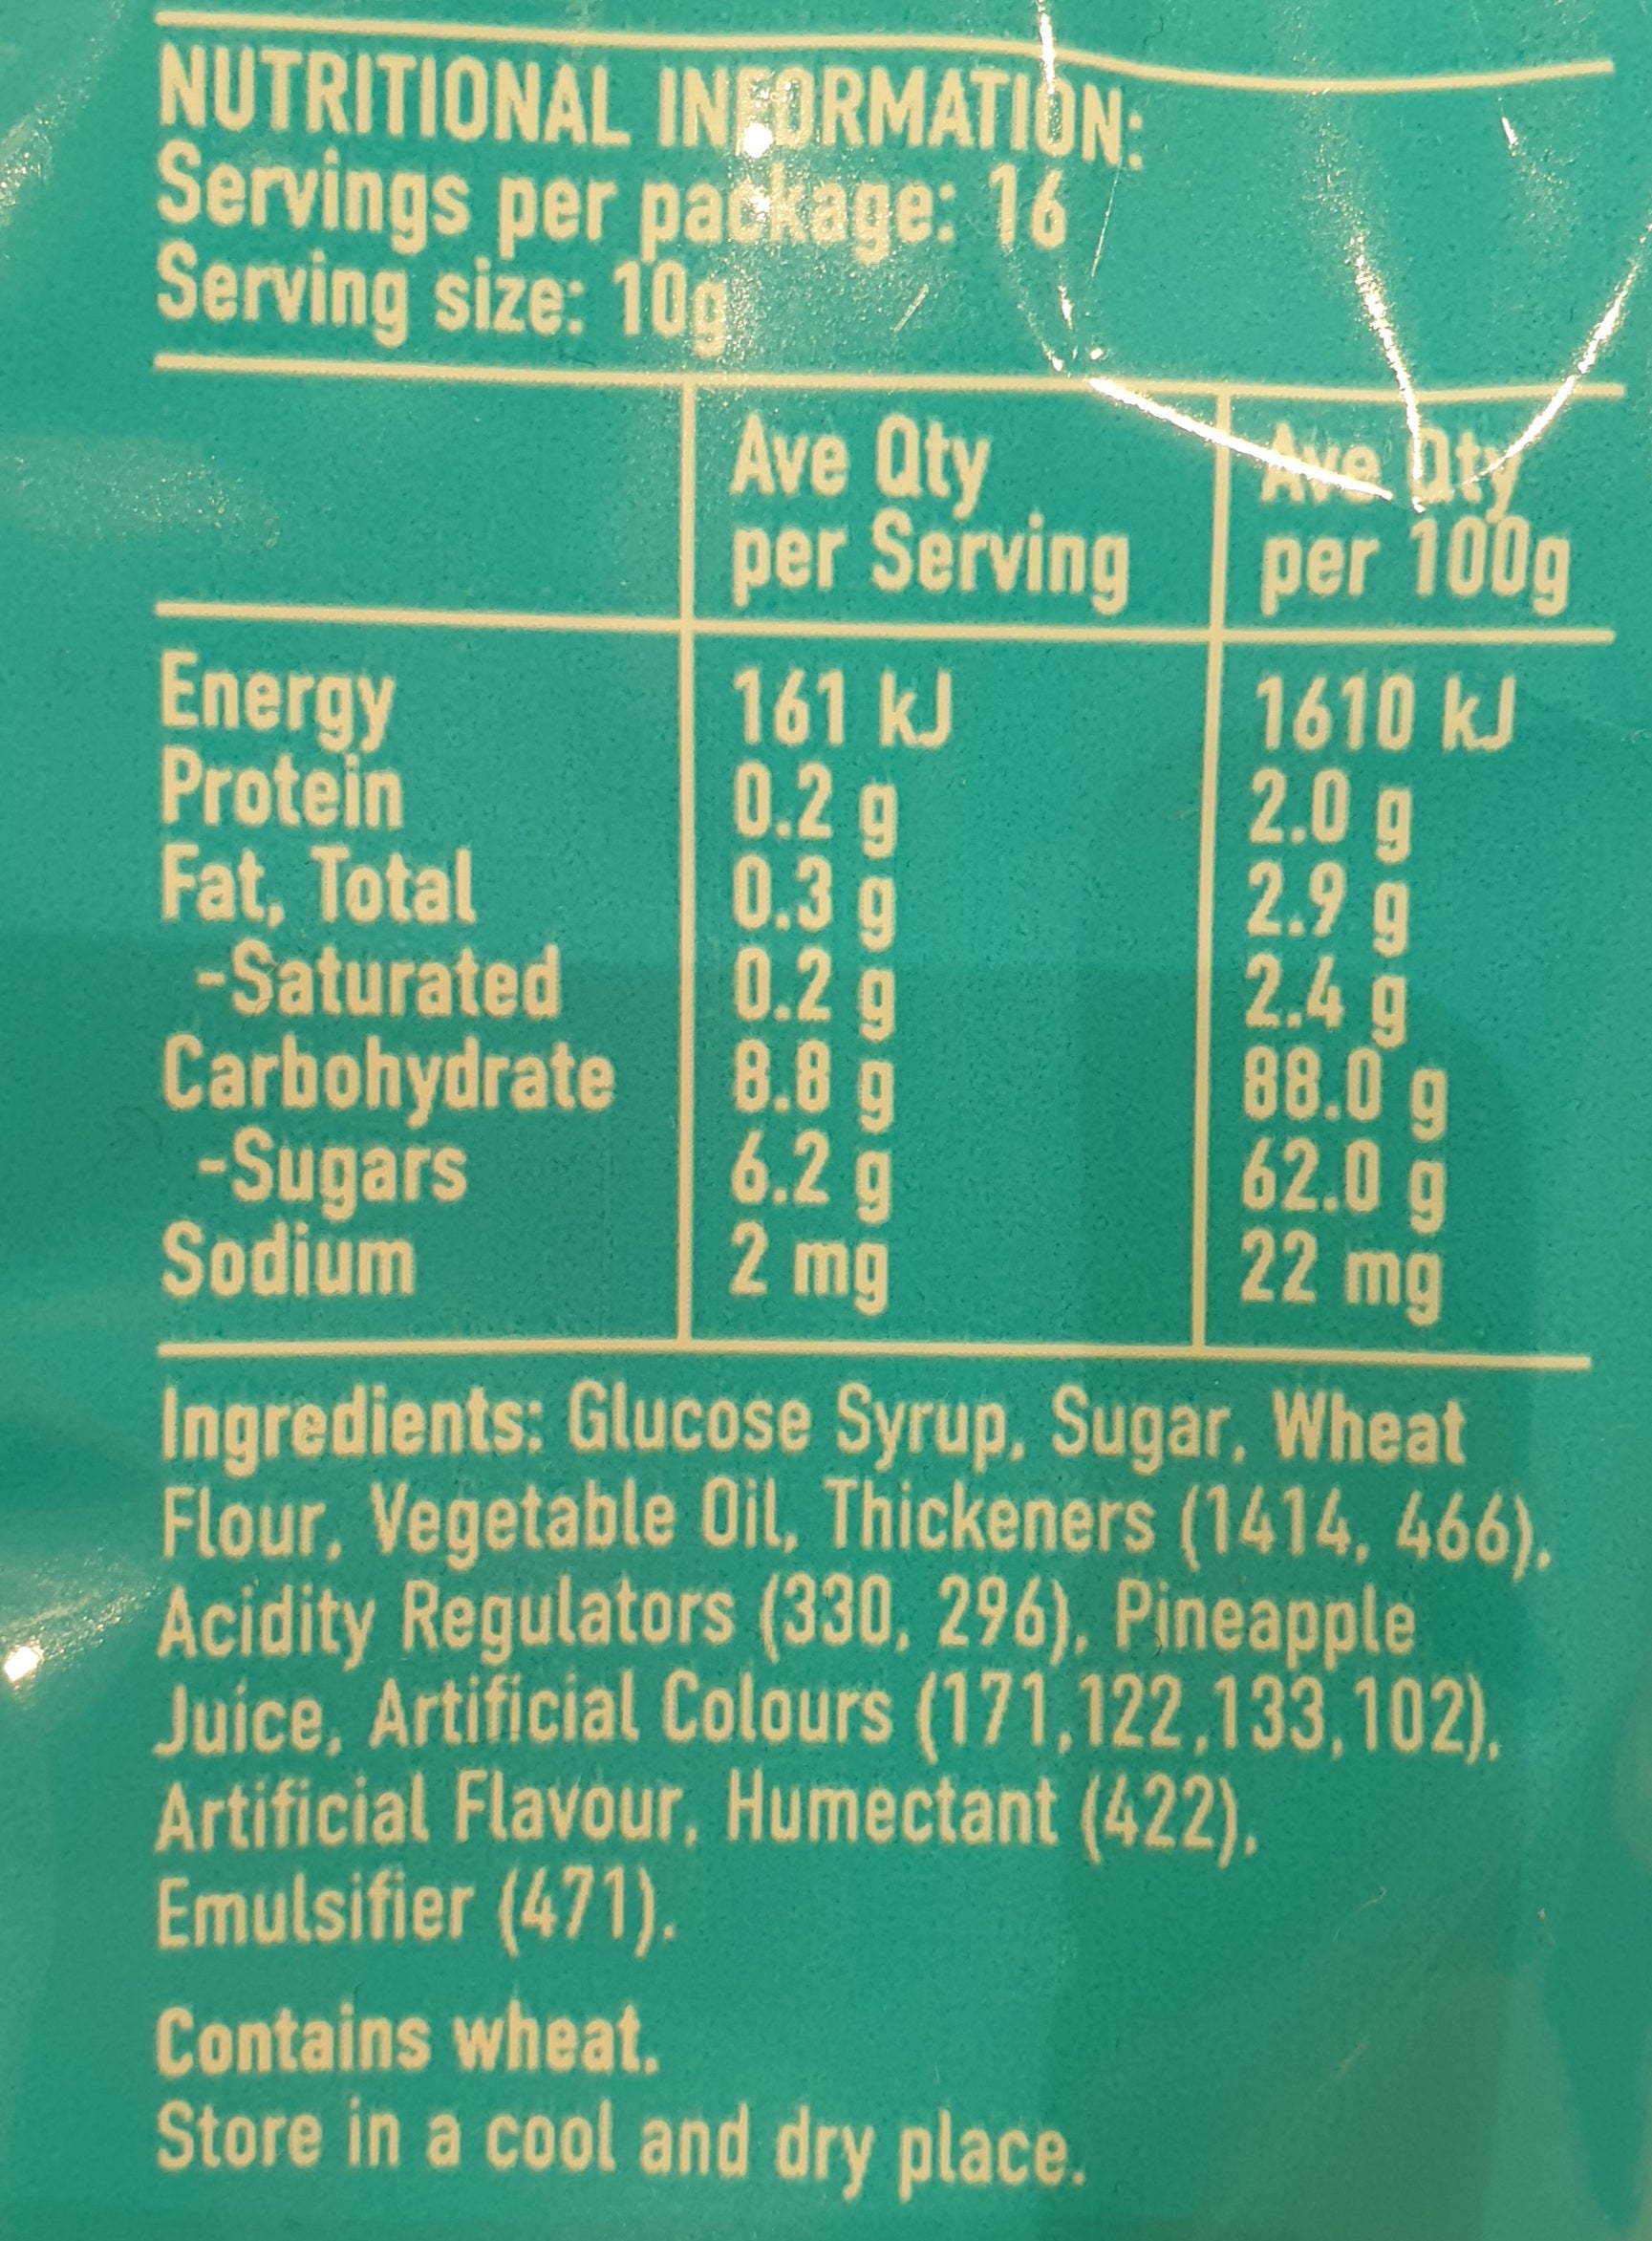 NUTRITIONAL INFORMATION:
Servings per package: 16
Serving size: 10g
Ave Qty per Serving Ave Qty per 100g
Energy 161 kJ 1610 kJ
Protein 0.2 g 2.0 g
Fat, Total 0.3 g 2.9 g
-Saturated 0.2 g 2.4 g
Carbohydrate 8.8 g 88.0 g
-Sugars 6.2 g 62.0 g
Sodium 2 mg 22 mg
Ingredients: Glucose Syrup, Sugar, Wheat
Flour, Vegetable Oil, Thickeners (1414, 466),
Acidity Regulators (330, 296), Pineapple
Juice, Artificial Colours (171,122,133,102),
Artificial Flavour, Humectant (422),
Emulsifier (471).
Contains wheat.
Store in a cool and dry place.